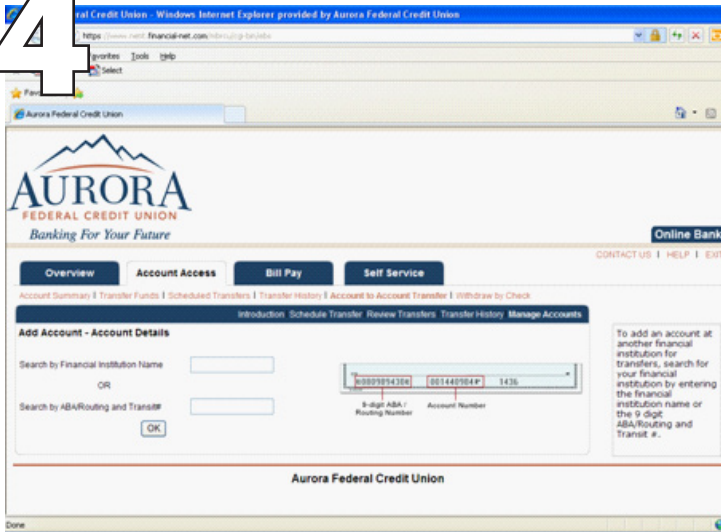 4
ral Credit Union - Windows Internet Explorer provided by Aurora Federal Credit Union
https://www.netit.financial-net.com
avorites Tools Help
Select
Fav
Aurora Federal Credit Union
AURORA
FEDERAL CREDIT UNION
Banking For Your Future
Online Bank
CONTACT US | HELP | EXIT
Overview Account Access Bill Pay Self Service
Account Summary | Transfer Funds | Scheduled Transfers | Transfer History | Account to Account Transfer | Withdraw by Check
Introduction Schedule Transfer Review Transfers Transfer History Manage Accounts
Add Account - Account Details
Search by Financial Institution Name
OR
Search by ABA/Routing and Transit#
OK
1436
9-digit ABA / Routing Number
Account Number
To add an account at
another financial
institution for
transfers, search for
your financial
institution by entering
the financial
institution name or
the 9 digit
ABA/Routing and
Transit #.
Aurora Federal Credit Union
Done